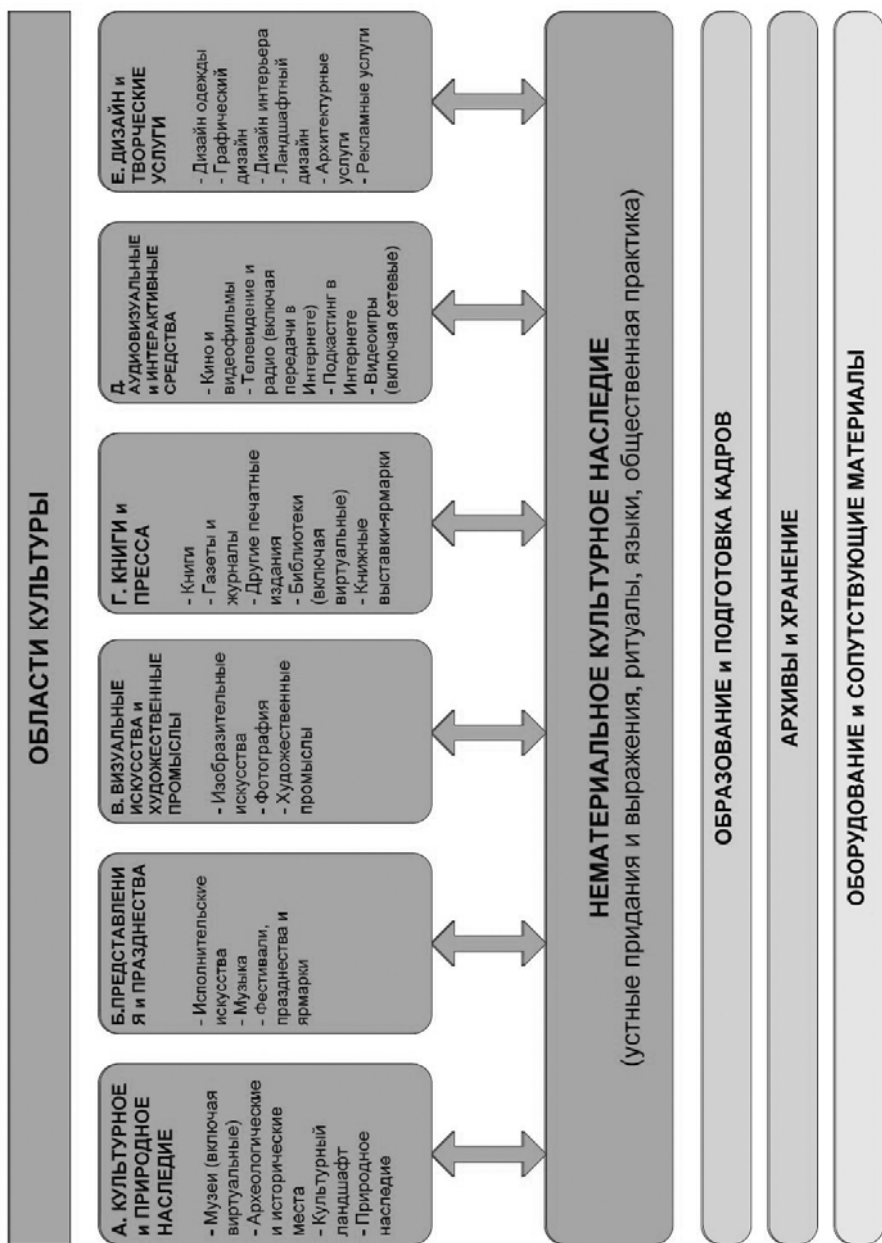 ОБЛАСТИ КУЛЬТУРЫ
А. КУЛЬТУРНОЕ
и ПРИРОДНОЕ
НАСЛЕДИЕ
- Музеи (включая
виртуальные)
- Археологические
и исторические
места
- Культурный
ландшафт
- Природное
наследие
Б.ПРЕДСТАВЛЕНИ
Я и ПРАЗДНЕСТВА
- Исполнительские
искусства
- Музыка
- Фестивали,
празднества и
ярмарки
В. ВИЗУАЛЬНЫЕ
ИСКУССТВА и
ХУДОЖЕСТВЕННЫЕ
ПРОМЫСЛЫ
- Изобразительные
искусства
- Фотография
- Художественные
промыслы
Г. КНИГИ и
ПРЕССА
- Книги
- Газеты и
журналы
- Другие печатные
издания
- Библиотеки
(включая
виртуальные)
- Книжные
выставки-ярмарки
Д.
АУДИОВИЗУАЛЬНЫЕ
и ИНТЕРАКТИВНЫЕ
СРЕДСТВА
- Кино и
видеофильмы
- Телевидение и
радио (включая
передачи в
Интернете)
- Подкастинг в
Интернете
- Видеоигры
(включая сетевые)
Е. ДИЗАЙН и
ТВОРЧЕСКИЕ
УСЛУГИ
- Дизайн одежды
- Графический
дизайн
- Дизайн интерьера
- Ландшафтный
дизайн
- Архитектурные
услуги
- Рекламные услуги
НЕМАТЕРИАЛЬНОЕ КУЛЬТУРНОЕ НАСЛЕДИЕ
(устные придания и выражения, ритуалы, языки, общественная практика)
ОБРАЗОВАНИЕ и ПОДГОТОВКА КАДРОВ
АРХИВЫ и ХРАНЕНИЕ
ОБОРУДОВАНИЕ и СОПУТСТВУЮЩИЕ МАТЕРИАЛЫ